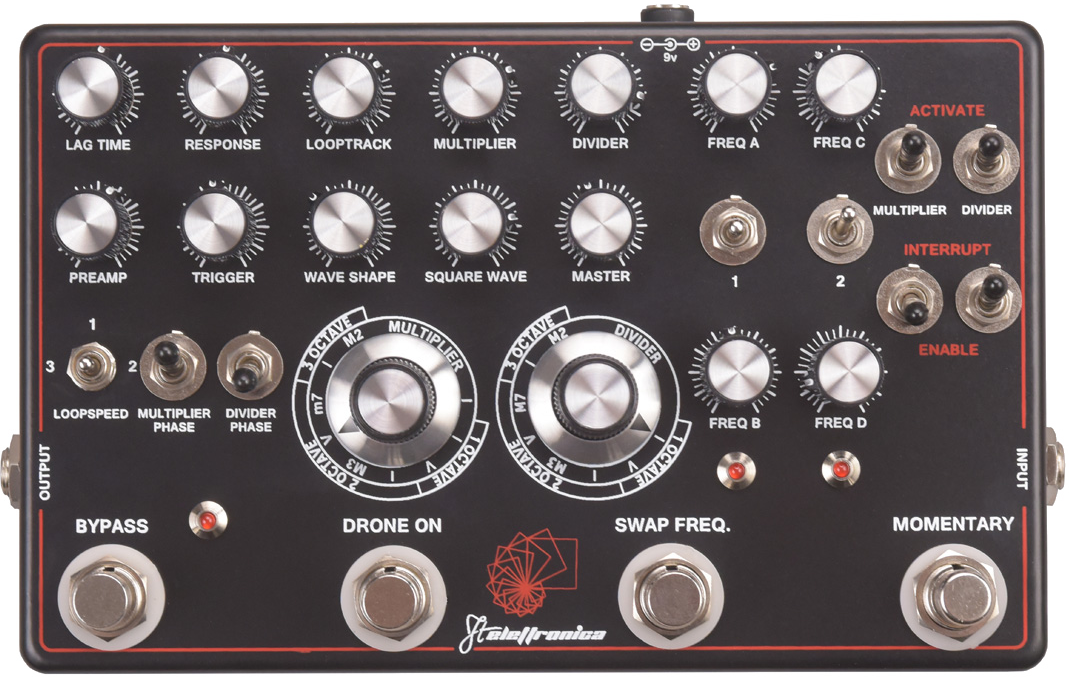 9v
LAG TIME
RESPONSE
LOOPTRACK
MULTIPLIER
DIVIDER
FREQ A
FREQ C
ACTIVATE
MULTIPLIER
DIVIDER
PREAMP
TRIGGER
WAVE SHAPE
SQUARE WAVE
MASTER
1
2
INTERRUPT
ENABLE
1
3
2
LOOPSPEED
MULTIPLIER
PHASE
DIVIDER
PHASE
MULTIPLIER
3 OCTAVE
M2
m7
V
2 OCTAVE
M3
I
V
1 OCTAVE
I
I
DIVIDER
3 OCTAVE
M2
M7
V
2 OCTAVE
M3
I
V
1 OCTAVE
I
I
FREQ B
FREQ D
OUTPUT
INPUT
BYPASS
DRONE ON
SWAP FREQ.
MOMENTARY
Jtelettronica